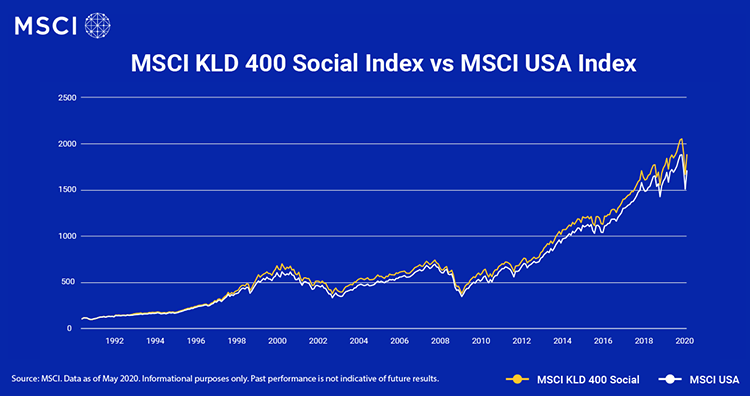 MSCI
MSCI KLD 400 Social Index vs MSCI USA Index
2500
2000
1500
1000
500
0
1992 1994 1996 1998 2000 2002 2004 2006 2008 2010 2012 2014 2016 2018 2020
Source: MSCI. Data as of May 2020. Informational purposes only. Past performance is not indicative of future results.
MSCI KLD 400 Social MSCI USA